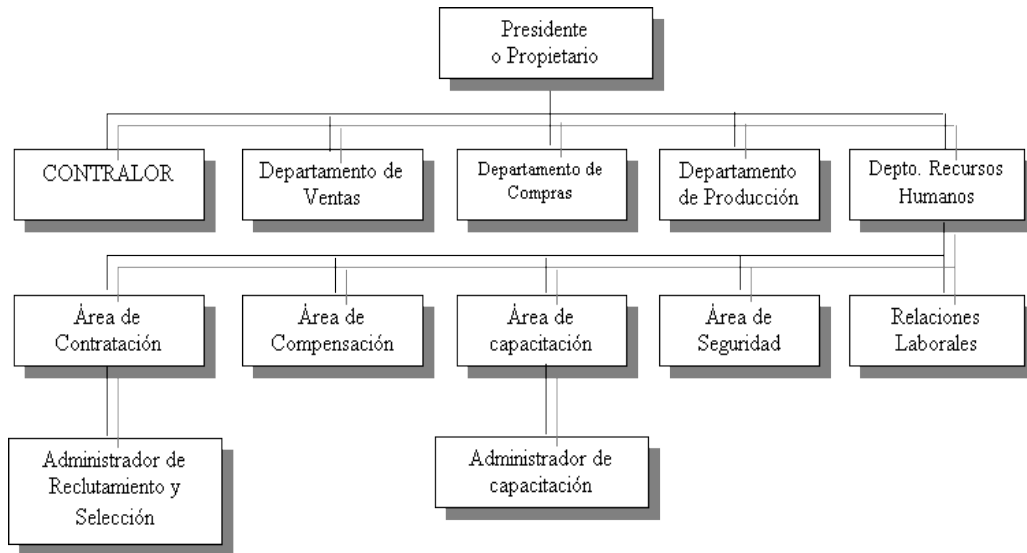 Presidente
o Propietario
CONTRALOR
Departamento de
Ventas
Departamento de
Compras
Departamento
de Producción
Depto. Recursos
Humanos
Área de
Contratación
Área de
Compensación
Área de
capacitación
Área de
Seguridad
Relaciones
Laborales
Administrador de
Reclutamiento y
Selección
Administrador de
capacitación